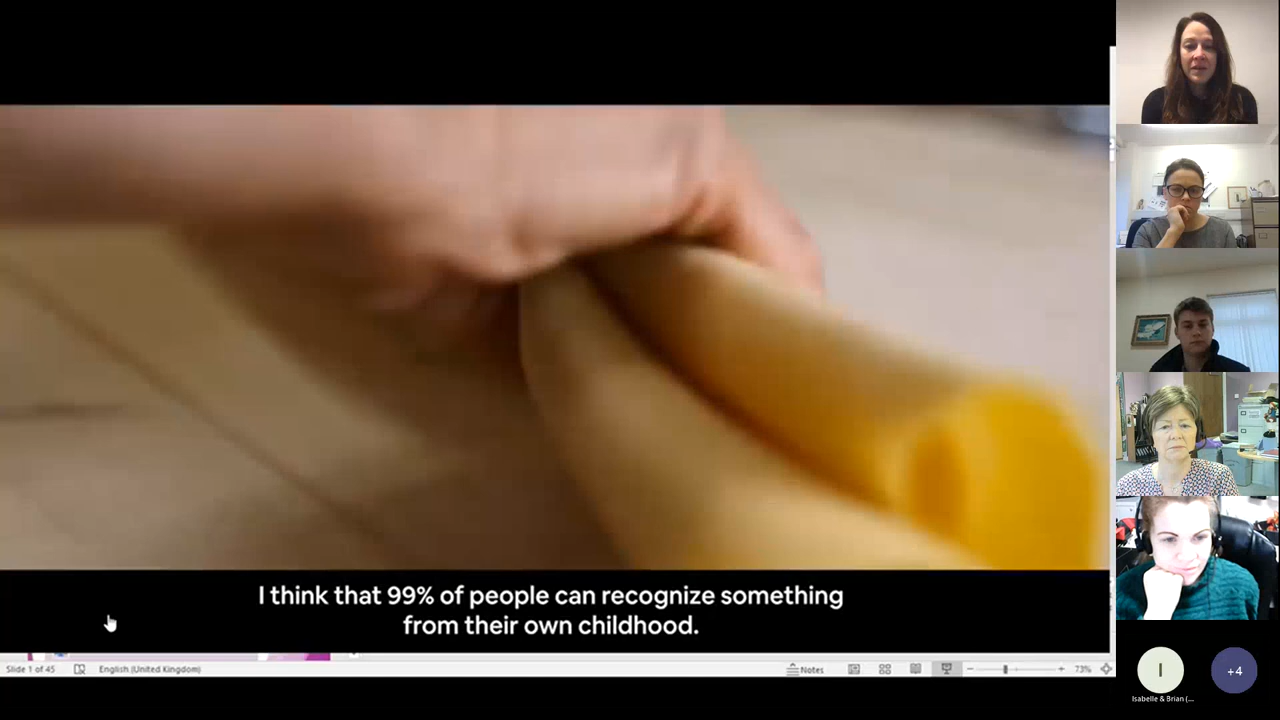 I think that 99% of people can recognize something
from their own childhood.
Slide 1 of 45
English (United Kingdom)
Notes
73%
I
+4
Isabelle & Brian (...